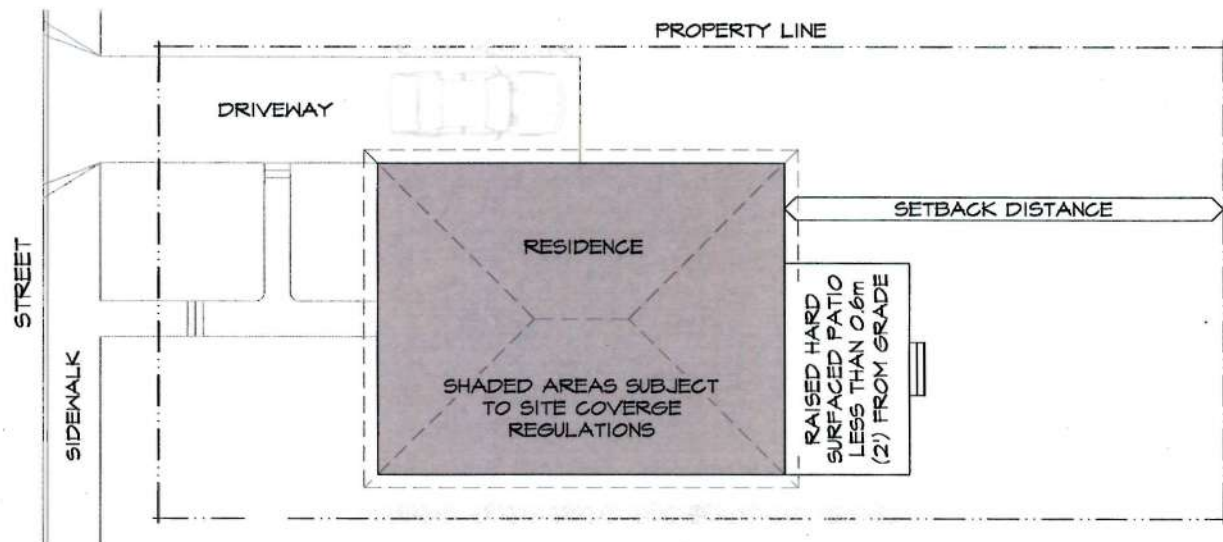 PROPERTY LINE
DRIVEWAY
STREET
SIDEWALK
RESIDENCE
SETBACK DISTANCE
SHADED AREAS SUBJECT
TO SITE COVERGE
REGULATIONS
RAISED HARD
SURFACED PATIO
LESS THAN 0.6m
(2') FROM GRADE